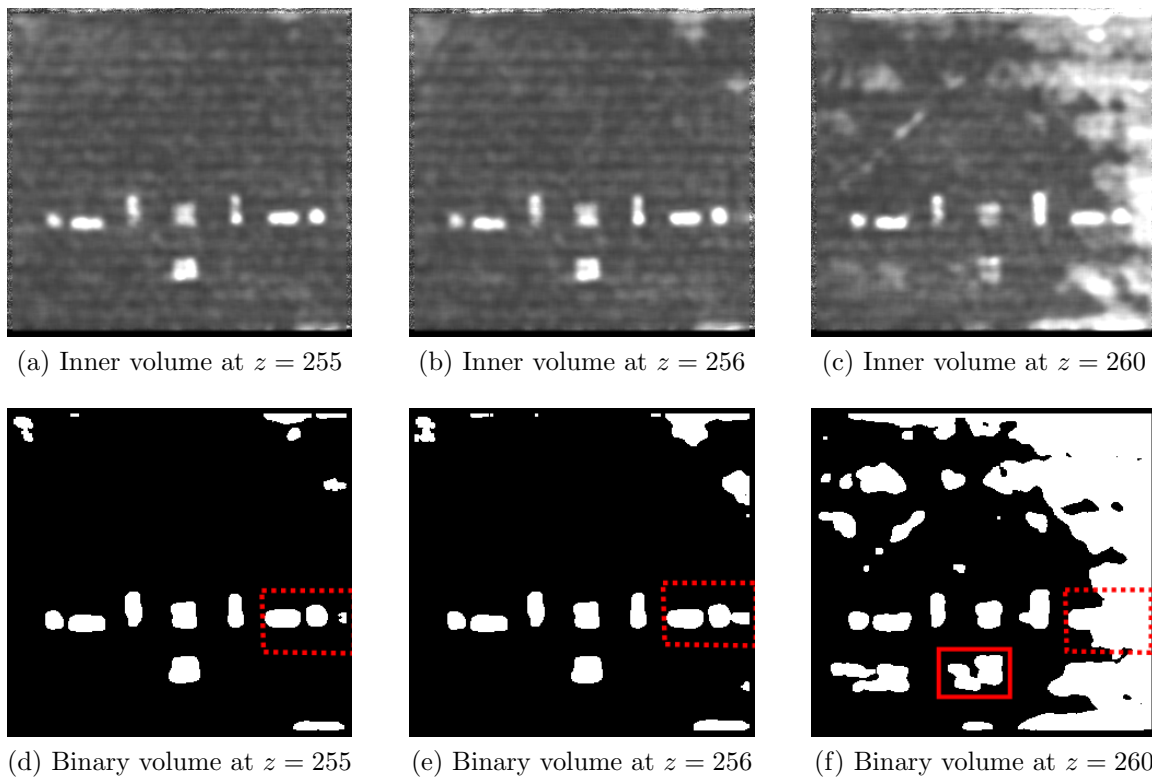 (a) Inner volume at z = 255
(b) Inner volume at z = 256
(c) Inner volume at z = 260
(d) Binary volume at z = 255
(e) Binary volume at z = 256
(f) Binary volume at z = 260